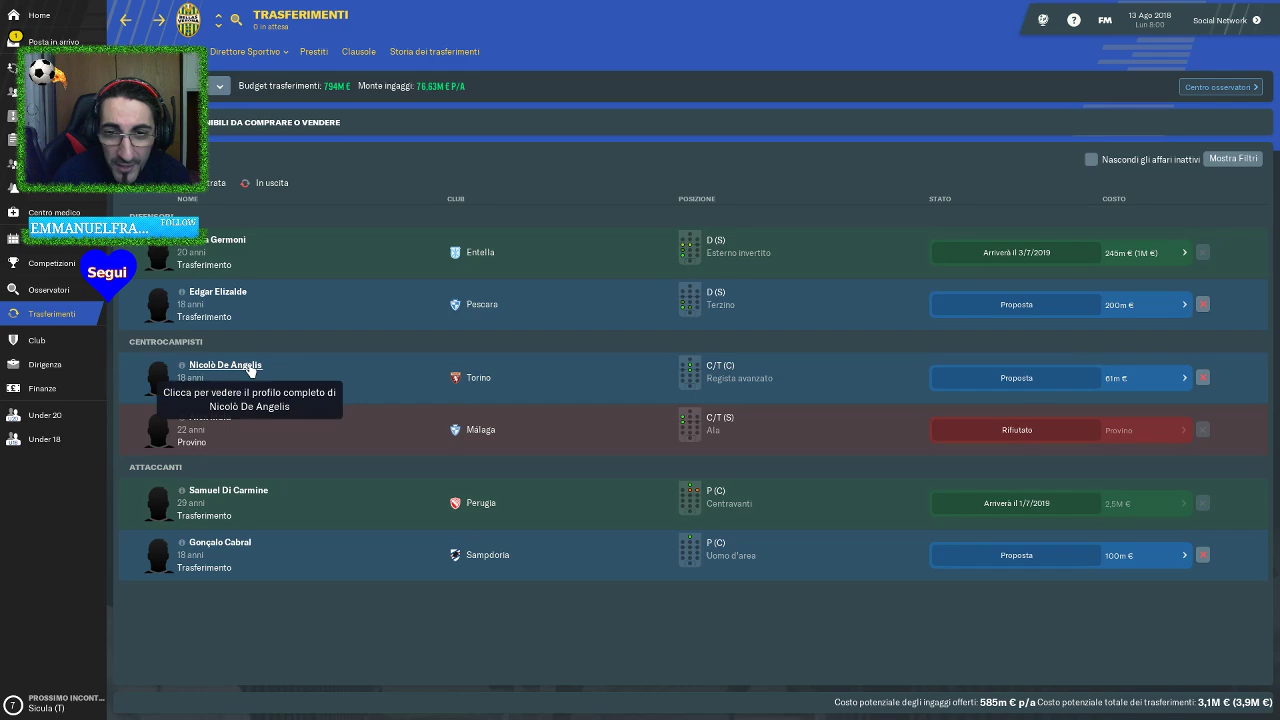 Home
TRASFERIMENTI
0 in attesa
13 Ago 2018
Lun 8:00
FM
Social Network
1
Posta in arrivo
Direttore Sportivo
Prestiti
Clausole
Storia dei trasferimenti
Budget trasferimenti: 794M €
Monte ingaggi: 76,63M € P/A
Centro osservatori
NIBILI DA COMPRARE O VENDERE
Nascondi gli affari inattivi
Mostra Filtri
trata
In uscita
NOME
CLUB
POSIZIONE
STATO
COSTO
Centro medico
EMMANUELFRA...
FOLLOW
Segui
Germoni
20 anni
Trasferimento
Entella
D (S)
Esterno invertito
Arriverà il 3/7/2019
245m € (1M €)
Competizioni
Osservatori
Edgar Elizalde
18 anni
Trasferimento
Pescara
D (S)
Terzino
Proposta
200m €
Trasferimenti
Club
Dirigenza
Finanze
Under 20
Under 18
CENTROCAMPISTI
Nicolò De Angelis
18 anni
Torino
C/T (C)
Regista avanzato
Proposta
61m €
Clicca per vedere il profilo completo di
Nicolò De Angelis
22 anni
Provino
Málaga
C/T (S)
Ala
Rifiutato
Provino
ATTACCANTI
Samuel Di Carmine
29 anni
Trasferimento
Perugia
P (C)
Centravanti
Arriverà il 1/7/2019
2,5M €
Gonçalo Cabral
18 anni
Trasferimento
Sampdoria
P (C)
Uomo d'area
Proposta
100m €
7
PROSSIMO INCONT...
Sicula (T)
Costo potenziale degli ingaggi offerti: 585m € p/a Costo potenziale totale dei trasferimenti: 3,1M € (3,9M €)